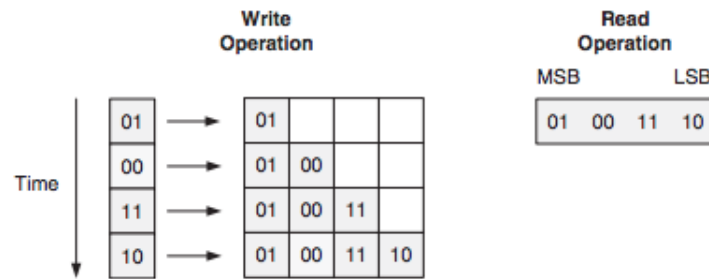 Write
Operation
Read
Operation
MSB LSB
01 00 11 10
Time
01 01
00 01 00
11 01 00 11
10 01 00 11 10